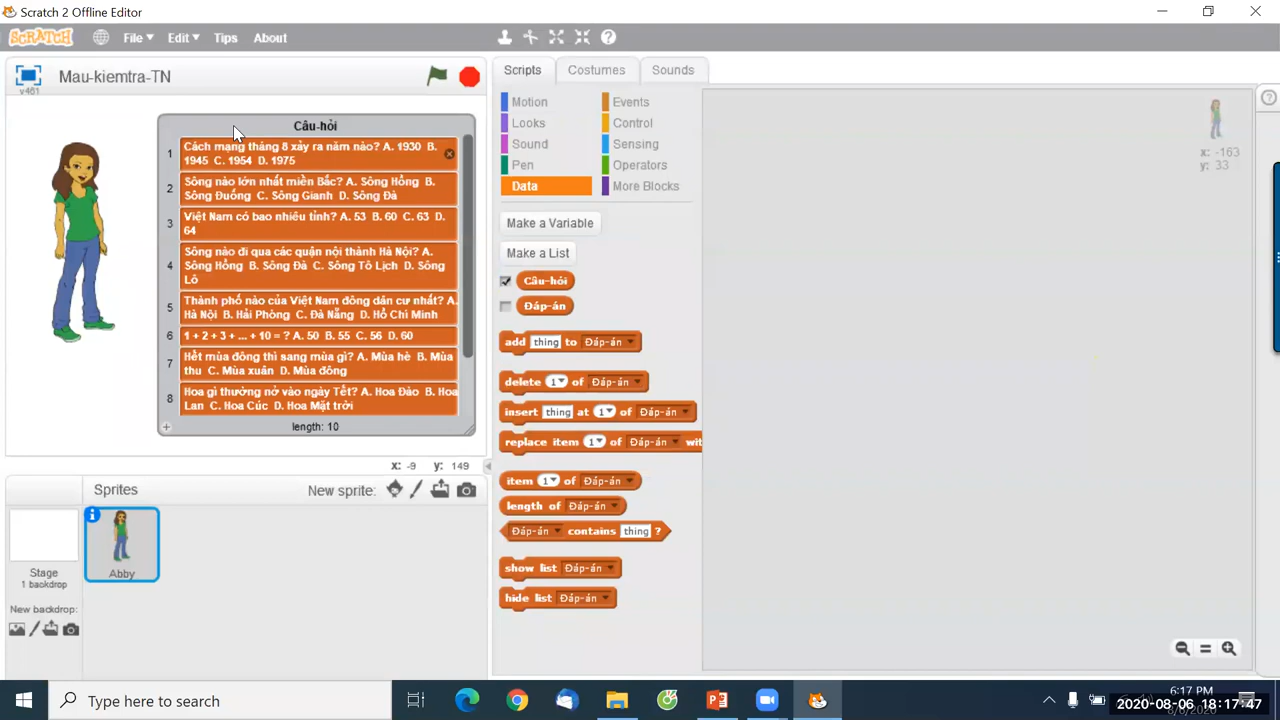 Scratch 2 Offline Editor
SCRATCH File Edit Tips About
v461 Mau-kiemtra-TN
Câu-hỏi
1 Cách mạng tháng 8 xảy ra năm nào? A. 1930 B.
1945 C. 1954 D. 1975
2 Sông nào lớn nhất miền Bắc? A. Sông Hồng B.
Sông Đuống C. Sông Gianh D. Sông Đà
3 Việt Nam có bao nhiêu tỉnh? A. 53 B. 60 C. 63 D.
64
4 Sông nào đi qua các quận nội thành Hà Nội? A.
Sông Hồng B. Sông Đà C. Sông Tô Lịch D. Sông
Lô
5 Thành phố nào của Việt Nam đông dân cư nhất? A.
Hà Nội B. Hải Phòng C. Đà Nẵng D. Hồ Chí Minh
6 1 + 2 + 3 + ... + 10 = ? A. 50 B. 55 C. 56 D. 60
7 Hết mùa đông thì sang mùa gì? A. Mùa hè B. Mùa
thu C. Mùa xuân D. Mùa đông
8 Hoa gì thường nở vào ngày Tết? A. Hoa Đào B. Hoa
Lan C. Hoa Cúc D. Hoa Mặt trời
+ length: 10
x: -9 y: 149
Sprites New sprite:
Stage
1 backdrop
New backdrop:
Abby
Scripts Costumes Sounds
Motion Events
Looks Control
Sound Sensing
Pen Operators
Data More Blocks
Make a Variable
Make a List
Câu-hỏi
Đáp-án
add thing to Đáp-án
delete 1 of Đáp-án
insert thing at 1 of Đáp-án
replace item 1 of Đáp-án wit
item 1 of Đáp-án
length of Đáp-án
Đáp-án contains thing ?
show list Đáp-án
hide list Đáp-án
x: -163
y: 33
Type here to search
6:17 PM
2020-08-06 18:17:47